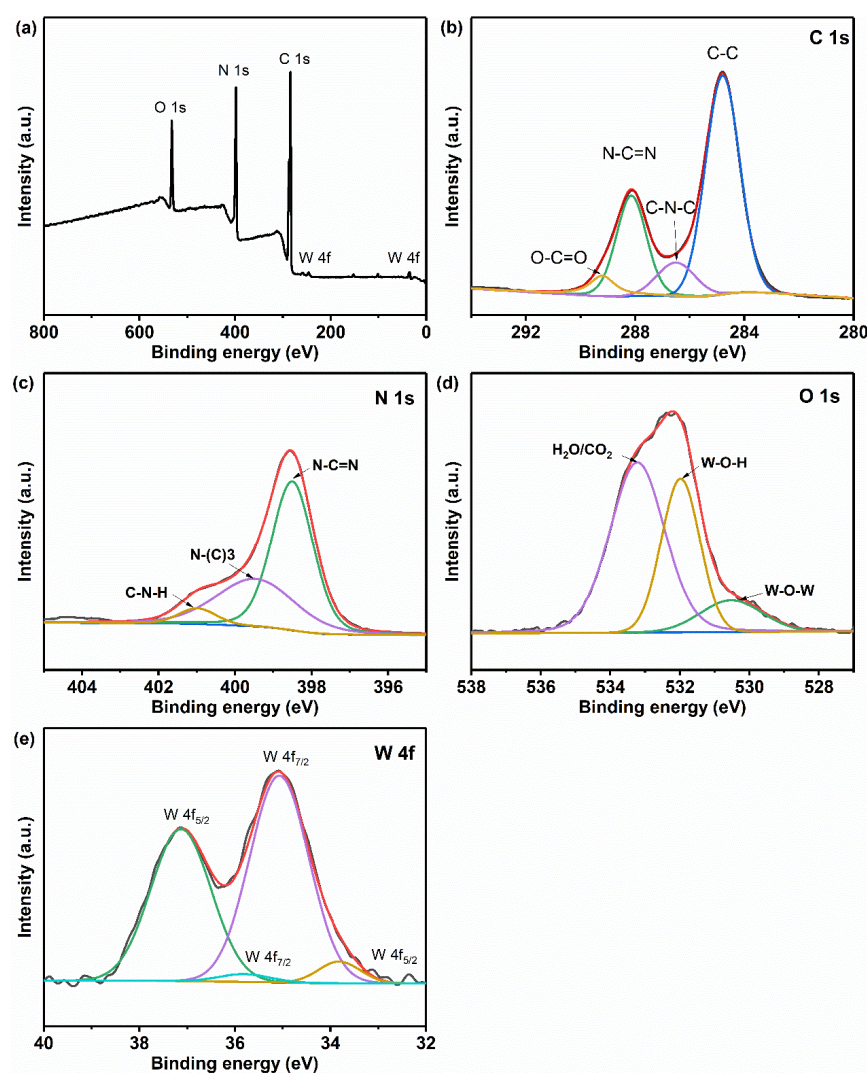 (a)
C 1s
N 1s
O 1s
W 4f
W 4f
Intensity (a.u.)
800
600
400
200
0
Binding energy (eV)
(b)
C 1s
C-C
N-C=N
C-N-C
O-C=O
Intensity (a.u.)
292
288
284
280
Binding energy (eV)
(c)
N 1s
N-C=N
N-(C)3
C-N-H
Intensity (a.u.)
404
402
400
398
396
Binding energy (eV)
(d)
O 1s
H₂O/CO₂
W-O-H
W-O-W
Intensity (a.u.)
538
536
534
532
530
528
Binding energy (eV)
(e)
W 4f
W 4f₇/₂
W 4f₅/₂
W 4f₇/₂
W 4f₅/₂
Intensity (a.u.)
40
38
36
34
32
Binding energy (eV)